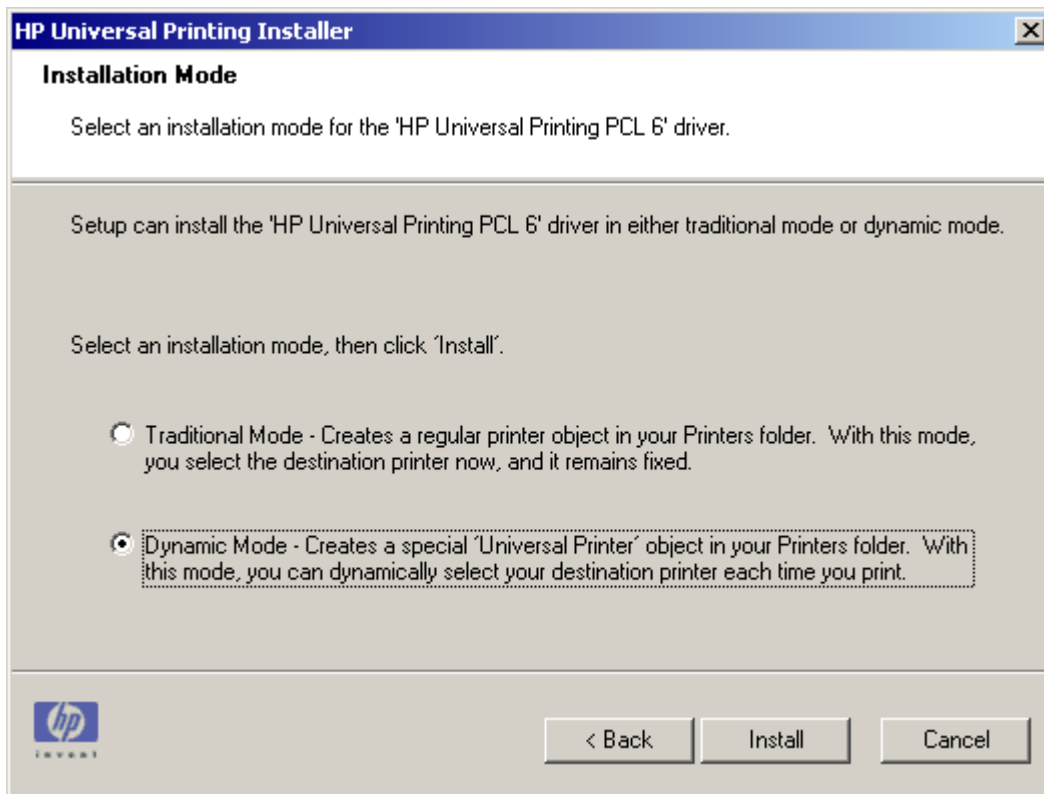 HP Universal Printing Installer
Installation Mode
Select an installation mode for the 'HP Universal Printing PCL 6' driver.
Setup can install the 'HP Universal Printing PCL 6' driver in either traditional mode or dynamic mode.
Select an installation mode, then click ´Install´.
Traditional Mode - Creates a regular printer object in your Printers folder.  With this mode,
you select the destination printer now, and it remains fixed.
Dynamic Mode - Creates a special ´Universal Printer´ object in your Printers folder.  With
this mode, you can dynamically select your destination printer each time you print.
hp
invent
< Back
Install
Cancel